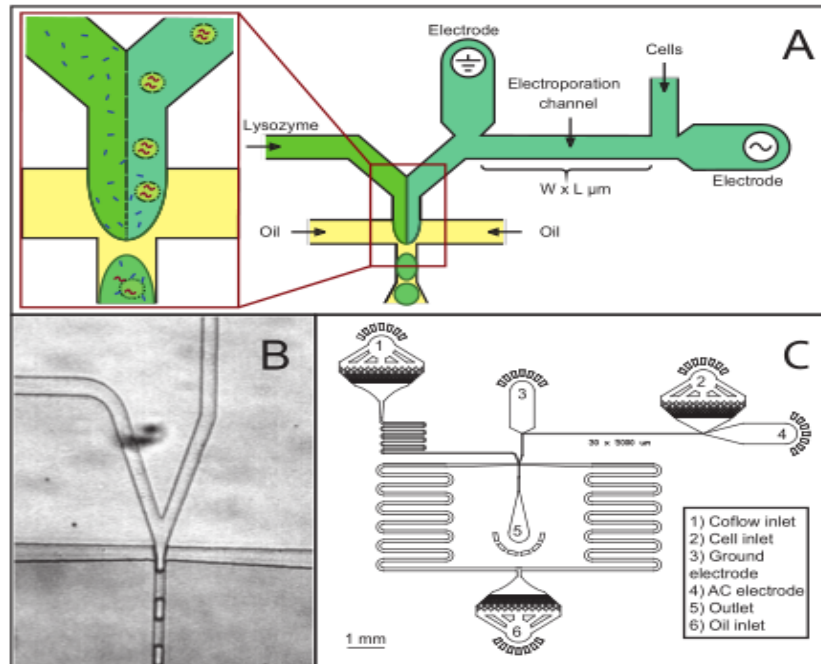 A
Electrode
Cells
Electroporation
channel
Lysozyme
W x L µm
Electrode
Oil
Oil
B
C
1
2
3
4
30 x 5000 um
5
6
1 mm
1) Coflow inlet
2) Cell inlet
3) Ground
electrode
4) AC electrode
5) Outlet
6) Oil inlet